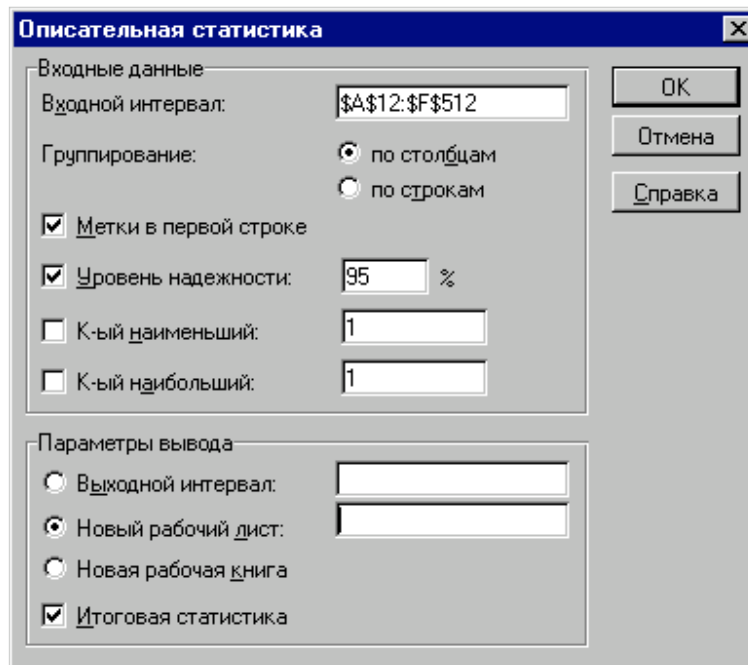 Описательная статистика
Входные данные
Входной интервал: $A$12:$F$512
Группирование: по столбцам
по строкам
Метки в первой строке
Уровень надежности: 95 %
К-ый наименьший: 1
К-ый наибольший: 1
OK
Отмена
Справка
Параметры вывода
Выходной интервал:
Новый рабочий лист:
Новая рабочая книга
Итоговая статистика